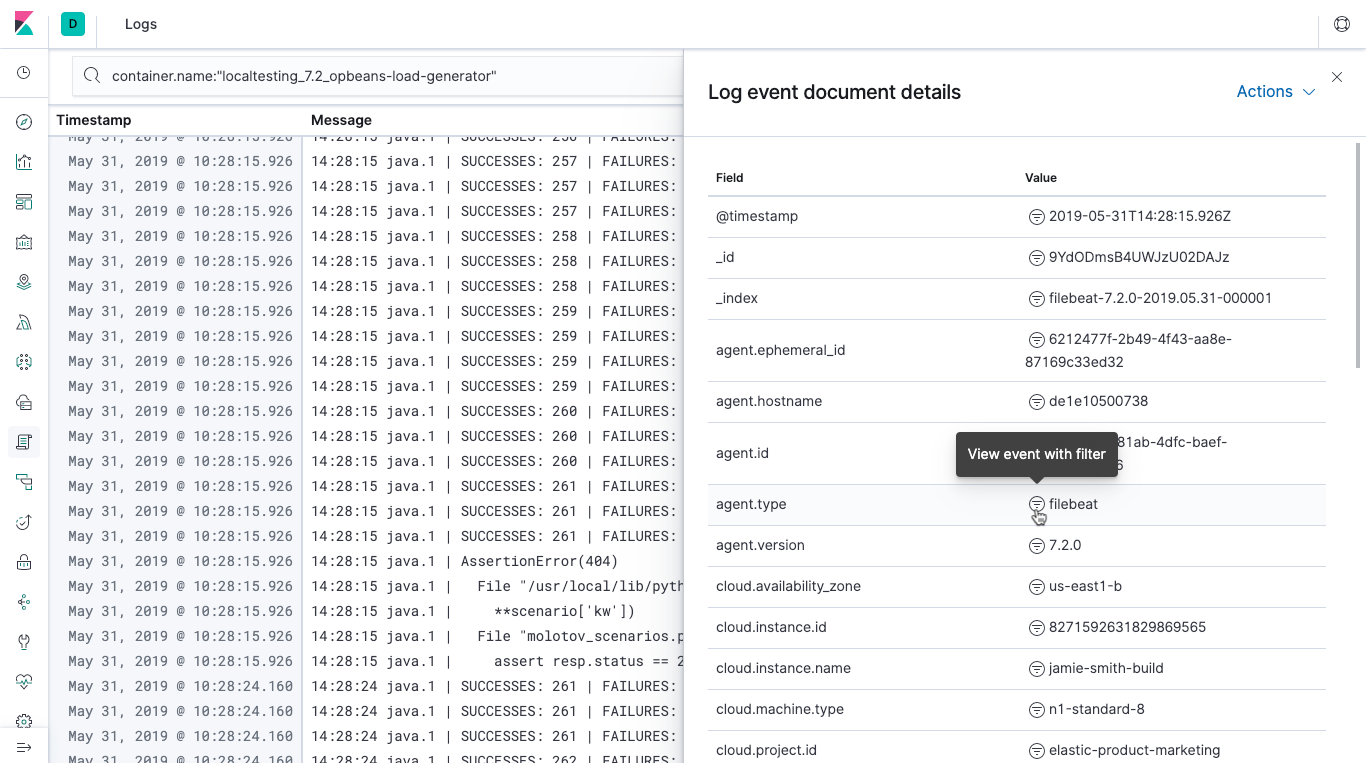 D
Logs
container.name:"localtesting_7.2_opbeans-load-generator"
Timestamp Message
May 31, 2019 @ 10:28:15.926 14:28:15 java.1 | SUCCESSES: 256 | FAILURES:
May 31, 2019 @ 10:28:15.926 14:28:15 java.1 | SUCCESSES: 257 | FAILURES:
May 31, 2019 @ 10:28:15.926 14:28:15 java.1 | SUCCESSES: 257 | FAILURES:
May 31, 2019 @ 10:28:15.926 14:28:15 java.1 | SUCCESSES: 257 | FAILURES:
May 31, 2019 @ 10:28:15.926 14:28:15 java.1 | SUCCESSES: 258 | FAILURES:
May 31, 2019 @ 10:28:15.926 14:28:15 java.1 | SUCCESSES: 258 | FAILURES:
May 31, 2019 @ 10:28:15.926 14:28:15 java.1 | SUCCESSES: 258 | FAILURES:
May 31, 2019 @ 10:28:15.926 14:28:15 java.1 | SUCCESSES: 259 | FAILURES:
May 31, 2019 @ 10:28:15.926 14:28:15 java.1 | SUCCESSES: 259 | FAILURES:
May 31, 2019 @ 10:28:15.926 14:28:15 java.1 | SUCCESSES: 259 | FAILURES:
May 31, 2019 @ 10:28:15.926 14:28:15 java.1 | SUCCESSES: 259 | FAILURES:
May 31, 2019 @ 10:28:15.926 14:28:15 java.1 | SUCCESSES: 260 | FAILURES:
May 31, 2019 @ 10:28:15.926 14:28:15 java.1 | SUCCESSES: 260 | FAILURES:
May 31, 2019 @ 10:28:15.926 14:28:15 java.1 | SUCCESSES: 260 | FAILURES:
May 31, 2019 @ 10:28:15.926 14:28:15 java.1 | SUCCESSES: 261 | FAILURES:
May 31, 2019 @ 10:28:15.926 14:28:15 java.1 | SUCCESSES: 261 | FAILURES:
May 31, 2019 @ 10:28:15.926 14:28:15 java.1 | SUCCESSES: 261 | FAILURES:
May 31, 2019 @ 10:28:15.926 14:28:15 java.1 | AssertionError(404)
May 31, 2019 @ 10:28:15.926 14:28:15 java.1 | File "/usr/local/lib/pyth
May 31, 2019 @ 10:28:15.926 14:28:15 java.1 | **scenario['kw'])
May 31, 2019 @ 10:28:15.926 14:28:15 java.1 | File "molotov_scenarios.p
May 31, 2019 @ 10:28:15.926 14:28:15 java.1 | assert resp.status == 2
May 31, 2019 @ 10:28:24.160 14:28:24 java.1 | SUCCESSES: 261 | FAILURES:
May 31, 2019 @ 10:28:24.160 14:28:24 java.1 | SUCCESSES: 261 | FAILURES:
May 31, 2019 @ 10:28:24.160 14:28:24 java.1 | SUCCESSES: 261 | FAILURES:
May 31, 2019 @ 10:28:24.160 14:28:24 java.1 | SUCCESSES: 262 | FAILURES:
Log event document details
Actions
Field Value
@timestamp 2019-05-31T14:28:15.926Z
_id 9YdODmsB4UWJzU02DAJz
_index filebeat-7.2.0-2019.05.31-000001
agent.ephemeral_id 6212477f-2b49-4f43-aa8e-
87169c33ed32
agent.hostname de1e10500738
agent.id 81ab-4dfc-baef-
6
View event with filter
agent.type filebeat
agent.version 7.2.0
cloud.availability_zone us-east1-b
cloud.instance.id 8271592631829869565
cloud.instance.name jamie-smith-build
cloud.machine.type n1-standard-8
cloud.project.id elastic-product-marketing